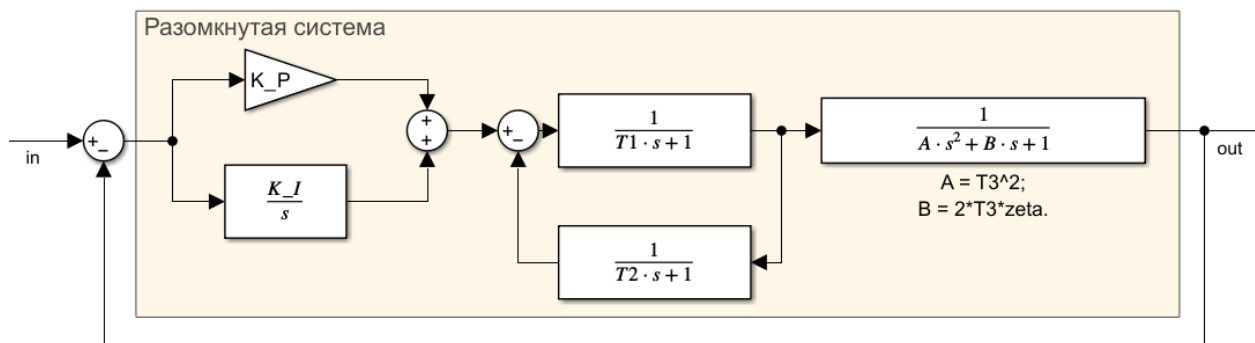 Разомкнутая система
K_P
+
−
in
+
+
+
−
1
T1 · s + 1
1
A · s² + B · s + 1
out
A = T3^2;
B = 2*T3*zeta.
K_I
s
1
T2 · s + 1